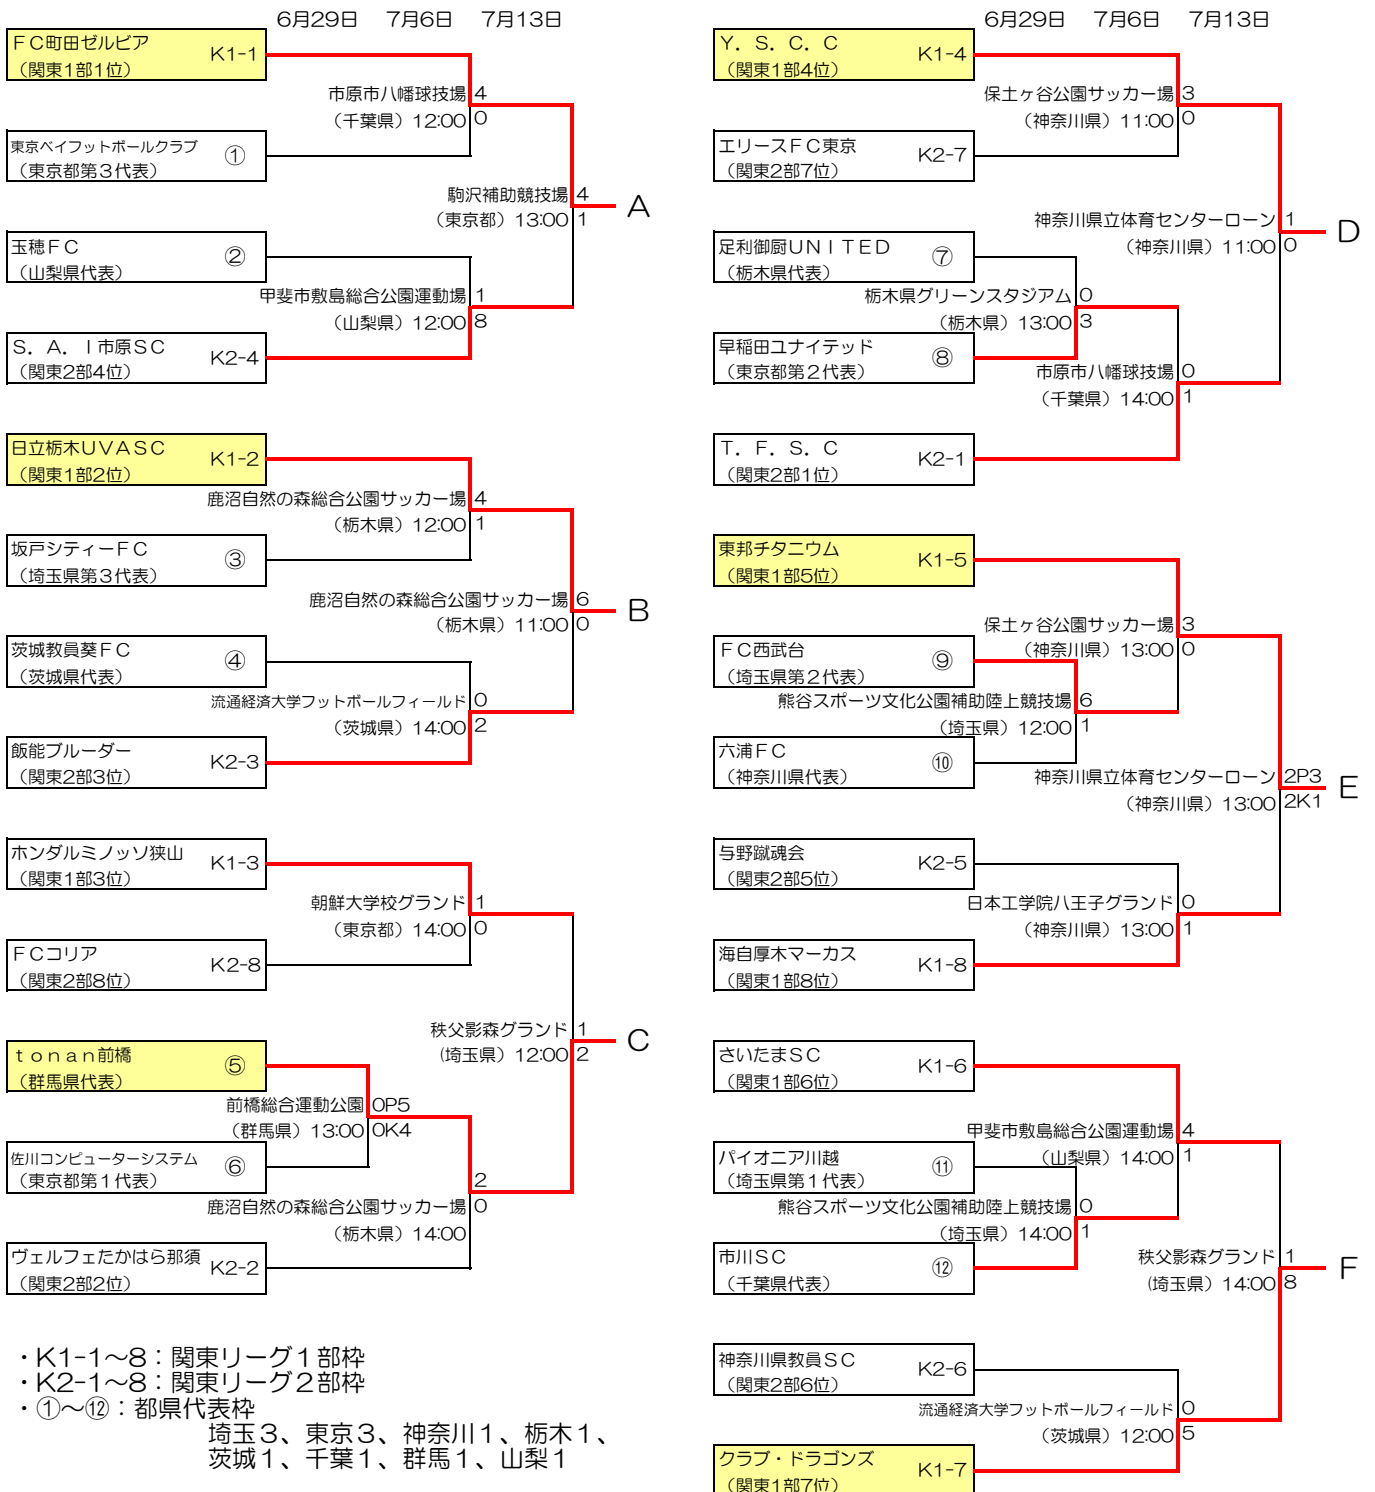 6月29日 7月6日 7月13日
ＦＣ町田ゼルビア
（関東1部1位）
K1-1
市原市八幡球技場 4
（千葉県）12:00 0
東京ベイフットボールクラブ
（東京都第３代表）
①
駒沢補助競技場 4
（東京都）13:00 1
A
玉穂ＦＣ
（山梨県代表）
②
甲斐市敷島総合公園運動場 1
（山梨県）12:00 8
Ｓ．Ａ．Ｉ市原SC
（関東2部4位）
K2-4
日立栃木ＵＶＡＳＣ
（関東1部2位）
K1-2
鹿沼自然の森総合公園サッカー場 4
（栃木県）12:00 1
坂戸シティーＦＣ
（埼玉県第３代表）
③
鹿沼自然の森総合公園サッカー場 6
（栃木県）11:00 0
B
茨城教員葵ＦＣ
（茨城県代表）
④
流通経済大学フットボールフィールド 0
（茨城県）14:00 2
飯能ブルーダー
（関東2部3位）
K2-3
ホンダルミノッソ狭山
（関東1部3位）
K1-3
朝鮮大学校グランド 1
（東京都）14:00 0
ＦＣコリア
（関東2部8位）
K2-8
秩父影森グランド 1
（埼玉県）12:00 2
C
ｔｏｎａｎ前橋
（群馬県代表）
⑤
前橋総合運動公園 0P5
（群馬県）13:00 0K4
佐川コンピューターシステム
（東京都第１代表）
⑥
2
鹿沼自然の森総合公園サッカー場 0
（栃木県）14:00
ヴェルフェたかはら那須
（関東2部2位）
K2-2
・K1-1～8：関東リーグ１部枠
・K2-1～8：関東リーグ２部枠
・①～⑫：都県代表枠
埼玉３、東京３、神奈川１、栃木１、
茨城１、千葉１、群馬１、山梨１
6月29日 7月6日 7月13日
Ｙ．Ｓ．Ｃ．Ｃ
（関東1部4位）
K1-4
保土ヶ谷公園サッカー場 3
（神奈川県）11:00 0
エリースＦＣ東京
（関東2部7位）
K2-7
神奈川県立体育センターローン 1
（神奈川県）11:00 0
D
足利御厨ＵＮＩＴＥＤ
（栃木県代表）
⑦
栃木県グリーンスタジアム 0
（栃木県）13:00 3
早稲田ユナイテッド
（東京都第２代表）
⑧
市原市八幡球技場 0
（千葉県）14:00 1
Ｔ．Ｆ．Ｓ．Ｃ
（関東2部1位）
K2-1
東邦チタニウム
（関東1部5位）
K1-5
保土ヶ谷公園サッカー場 3
（神奈川県）13:00 0
ＦＣ西武台
（埼玉県第２代表）
⑨
熊谷スポーツ文化公園補助陸上競技場 6
（埼玉県）12:00 1
六浦ＦＣ
（神奈川県代表）
⑩
神奈川県立体育センターローン 2P3
（神奈川県）13:00 2K1
E
与野蹴魂会
（関東2部5位）
K2-5
日本工学院八王子グランド 0
（神奈川県）13:00 1
海自厚木マーカス
（関東1部8位）
K1-8
さいたまＳＣ
（関東1部6位）
K1-6
甲斐市敷島総合公園運動場 4
（山梨県）14:00 1
パイオニア川越
（埼玉県第１代表）
⑪
熊谷スポーツ文化公園補助陸上競技場 0
（埼玉県）14:00 1
市川ＳＣ
（千葉県代表）
⑫
秩父影森グランド 1
（埼玉県）14:00 8
F
神奈川県教員ＳＣ
（関東2部6位）
K2-6
流通経済大学フットボールフィールド 0
（茨城県）12:00 5
クラブ・ドラゴンズ
（関東1部7位）
K1-7